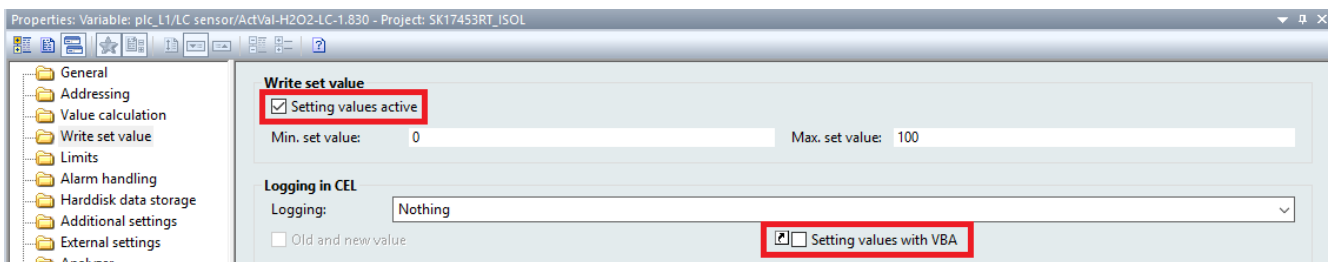 Properties: Variable: plc_L1/LC sensor/ActVal-H2O2-LC-1.830 - Project: SK17453RT_ISOL
General
Addressing
Value calculation
Write set value
Limits
Alarm handling
Harddisk data storage
Additional settings
External settings
Write set value
Setting values active
Min. set value: 0 Max. set value: 100
Logging in CEL
Logging: Nothing
Old and new value Setting values with VBA